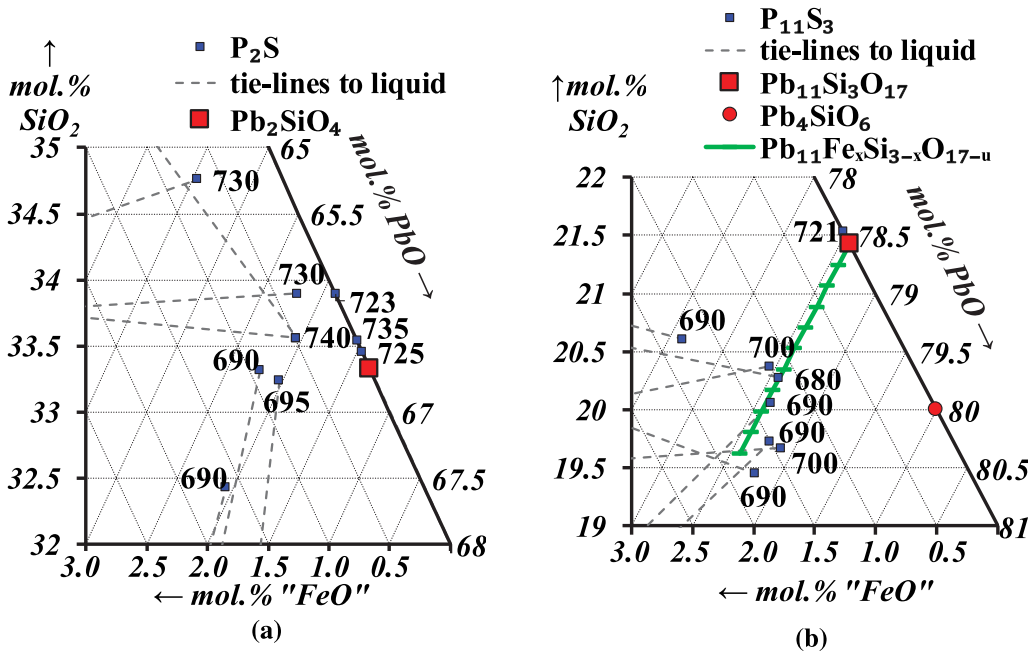 P₂S
tie-lines to liquid
Pb₂SiO₄
↑
mol.%
SiO₂
35
34.5
34
33.5
33
32.5
32
65
65.5
mol.% PbO →
67
67.5
68
730
730
723
740
735
725
690
695
690
3.0 2.5 2.0 1.5 1.0 0.5 0.0
← mol.% "FeO"
(a)
P₁₁S₃
tie-lines to liquid
Pb₁₁Si₃O₁₇
Pb₄SiO₆
Pb₁₁FeₓSi₃₋ₓO₁₇₋ᵤ
↑mol.%
SiO₂
22
21.5
21
20.5
20
19.5
19
78
78.5
mol.% PbO →
79
79.5
80
80.5
81
721
690
700
680
690
690
700
690
3.0 2.5 2.0 1.5 1.0 0.5
← mol.% "FeO"
(b)